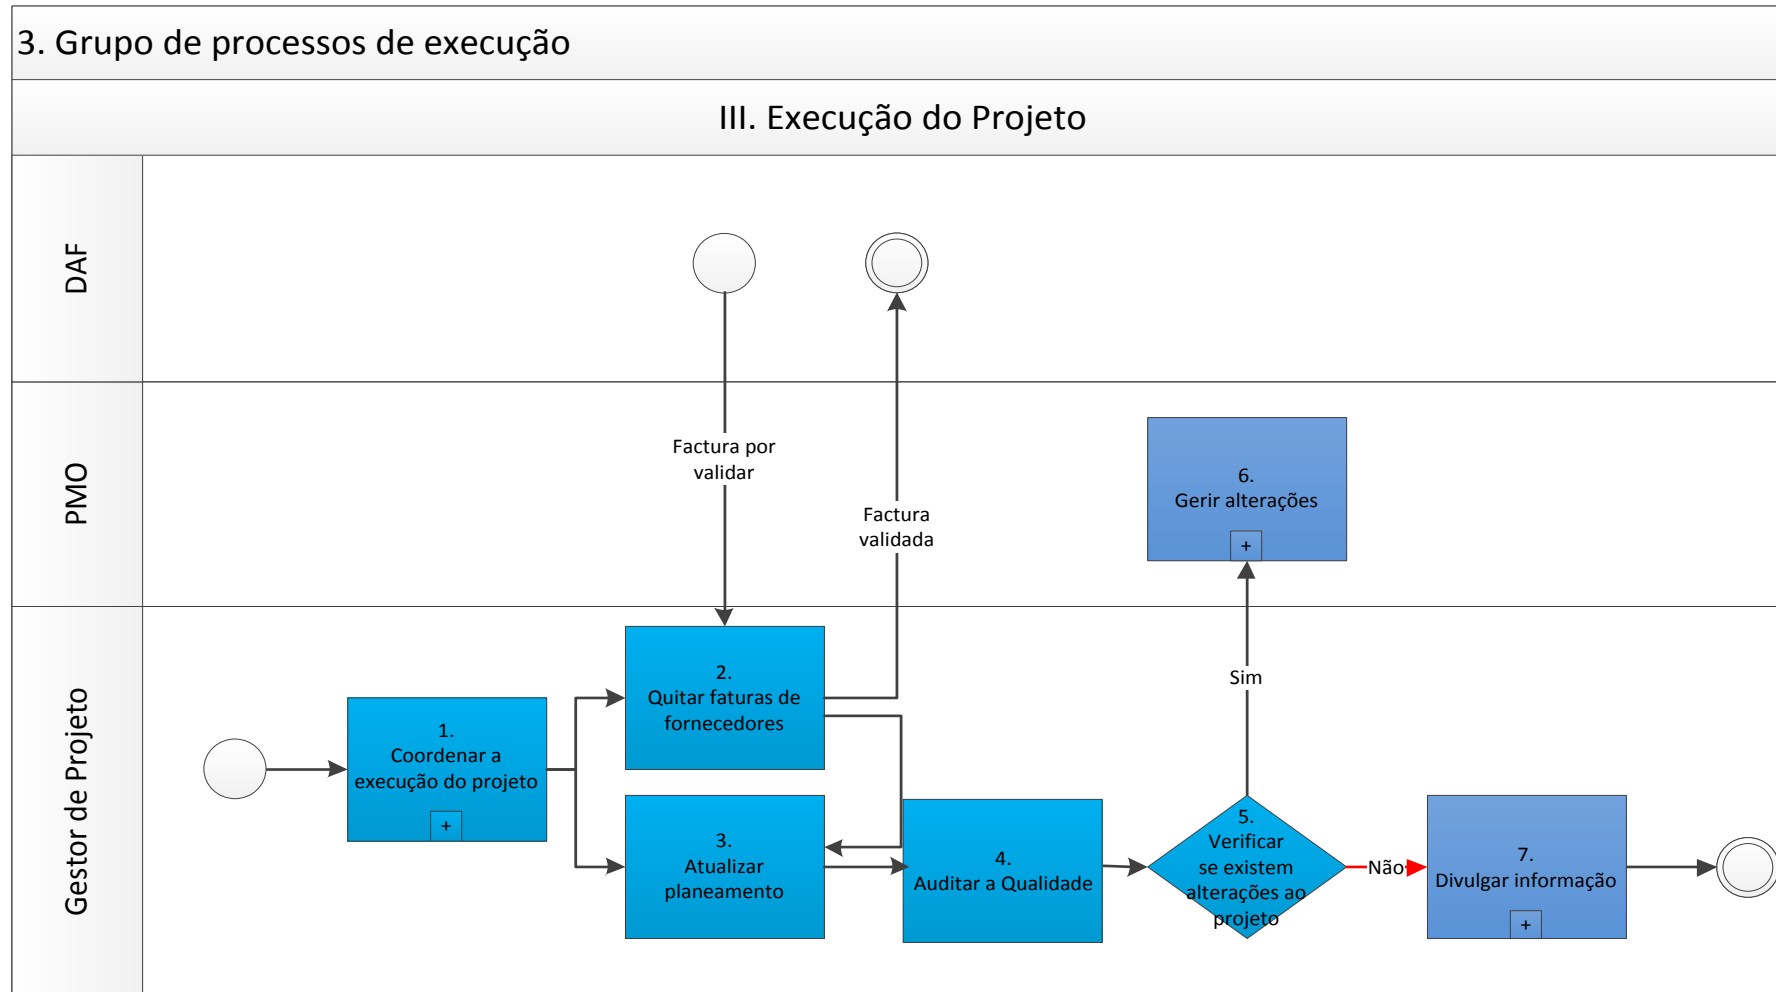 3. Grupo de processos de execução
III. Execução do Projeto
DAF
PMO
Gestor de Projeto
Factura por
validar
Factura
validada
6.
Gerir alterações
+
Sim
1.
Coordenar a
execução do projeto
+
2.
Quitar faturas de
fornecedores
3.
Atualizar
planeamento
4.
Auditar a Qualidade
5.
Verificar
se existem
alterações ao
projeto
Não
7.
Divulgar informação
+